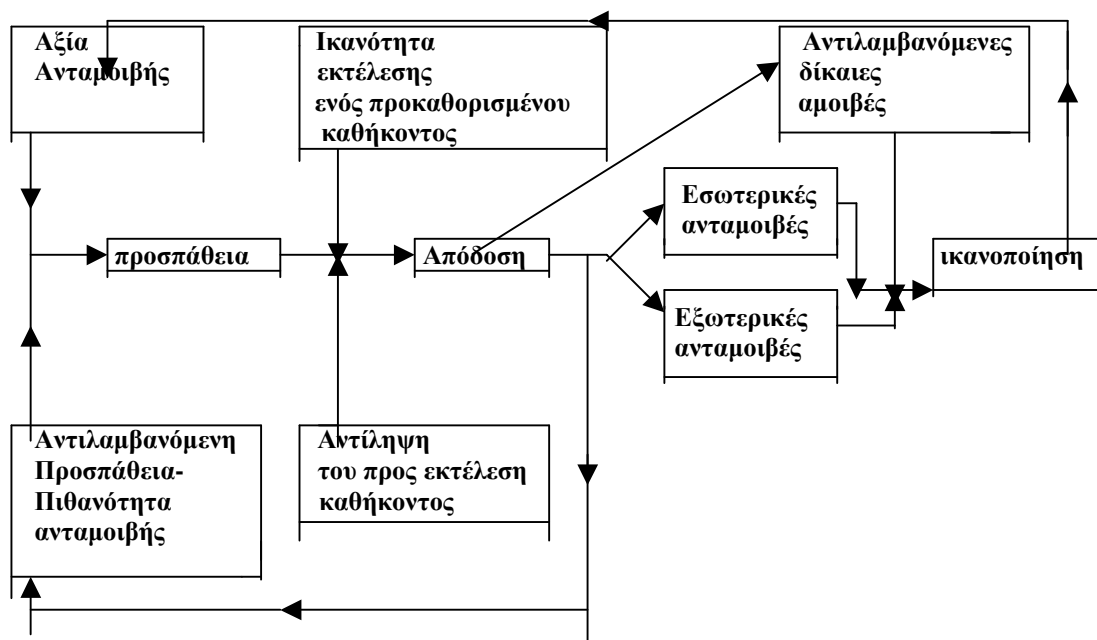 Αξία
Ανταμοιβής
Ικανότητα
εκτέλεσης
ενός προκαθορισμένου
καθήκοντος
Αντιλαμβανόμενες
δίκαιες
αμοιβές
Εσωτερικές
ανταμοιβές
προσπάθεια
Απόδοση
ικανοποίηση
Εξωτερικές
ανταμοιβές
Αντιλαμβανόμενη
Προσπάθεια-
Πιθανότητα
ανταμοιβής
Αντίληψη
του προς εκτέλεση
καθήκοντος